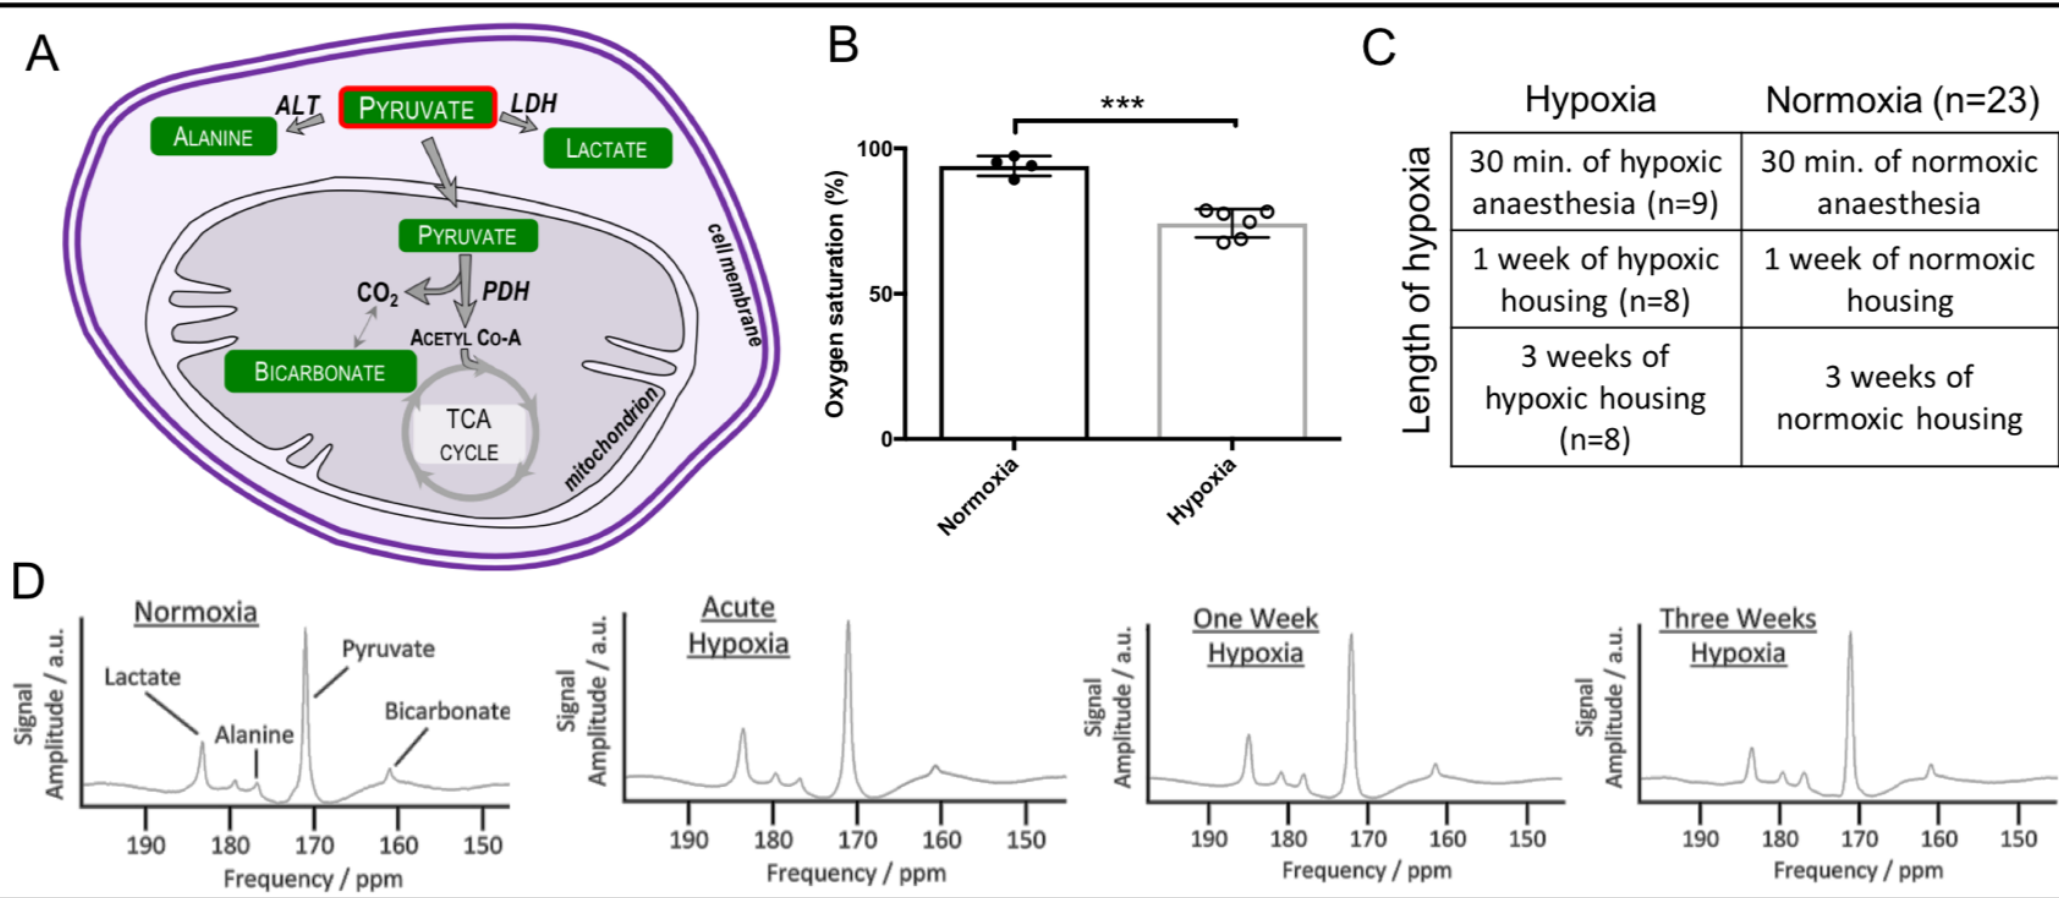 A
ALT
PYRUVATE
LDH
ALANINE
LACTATE
PYRUVATE
CO2
PDH
ACETYL CO-A
BICARBONATE
TCA
CYCLE
cell membrane
mitochondrion
B
***
Oxygen saturation (%)
100
50
0
Normoxia
Hypoxia
C
Length of hypoxia
Hypoxia
Normoxia (n=23)
30 min. of hypoxic
anaesthesia (n=9)
30 min. of normoxic
anaesthesia
1 week of hypoxic
housing (n=8)
1 week of normoxic
housing
3 weeks of
hypoxic housing
(n=8)
3 weeks of
normoxic housing
D
Normoxia
Signal
Amplitude / a.u.
Lactate
Alanine
Pyruvate
Bicarbonate
190 180 170 160 150
Frequency / ppm
Acute
Hypoxia
Signal
Amplitude / a.u.
190 180 170 160 150
Frequency / ppm
One Week
Hypoxia
Signal
Amplitude / a.u.
190 180 170 160 150
Frequency / ppm
Three Weeks
Hypoxia
Signal
Amplitude / a.u.
190 180 170 160 150
Frequency / ppm